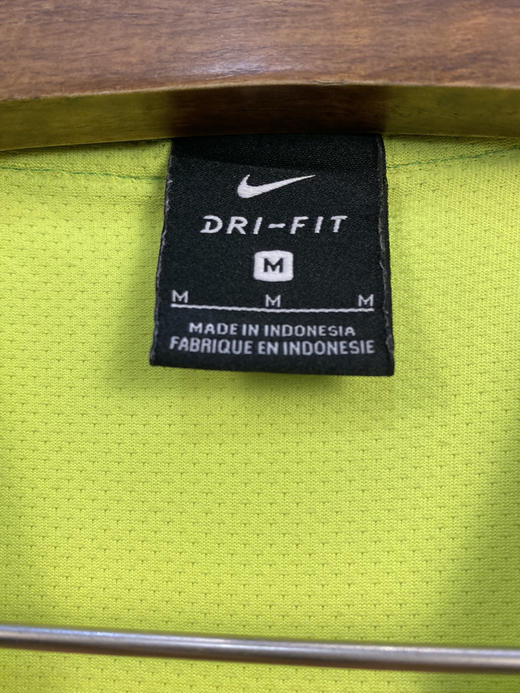 DRI-FIT
M
M M M
MADE IN INDONESIA
FABRIQUE EN INDONESIE